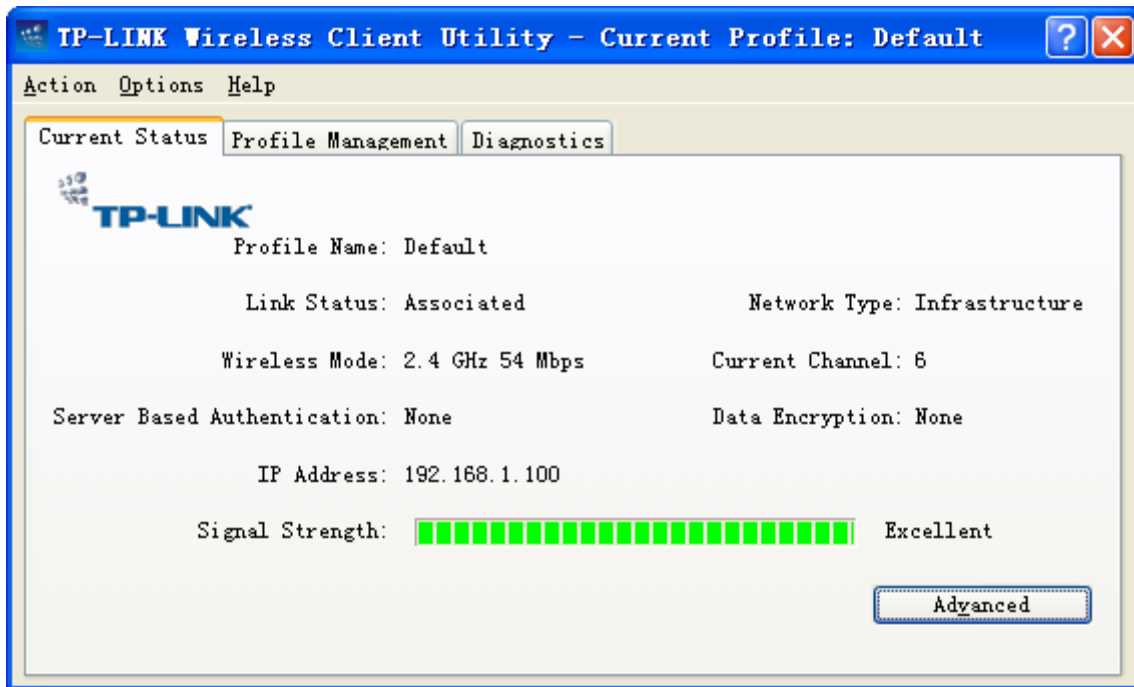 TP-LINK Wireless Client Utility - Current Profile: Default
Action Options Help
Current Status Profile Management Diagnostics
TP-LINK
Profile Name: Default
Link Status: Associated Network Type: Infrastructure
Wireless Mode: 2.4 GHz 54 Mbps Current Channel: 6
Server Based Authentication: None Data Encryption: None
IP Address: 192.168.1.100
Signal Strength: Excellent
Advanced